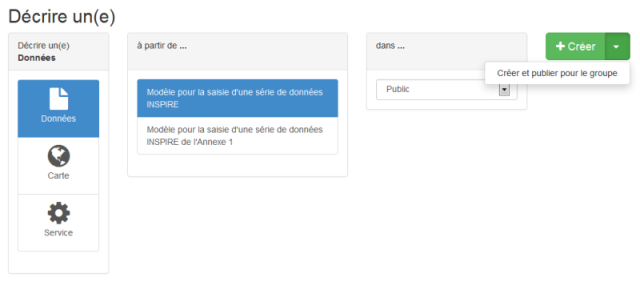 Décrire un(e)
Décrire un(e)
Données
Données
Carte
Service
à partir de ...
Modèle pour la saisie d'une série de données
INSPIRE
Modèle pour la saisie d'une série de données
INSPIRE de l'Annexe 1
dans ...
Public
+ Créer
Créer et publier pour le groupe